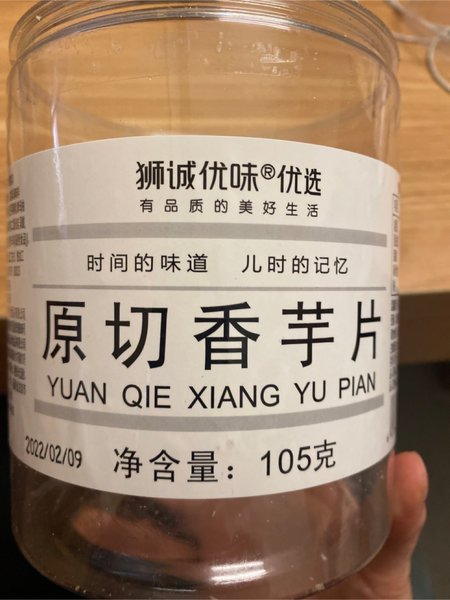 狮诚优味®优选
有品质的美好生活
时间的味道 儿时的记忆
原切香芋片
YUAN QIE XIANG YU PIAN
2022/02/09
净含量：105克